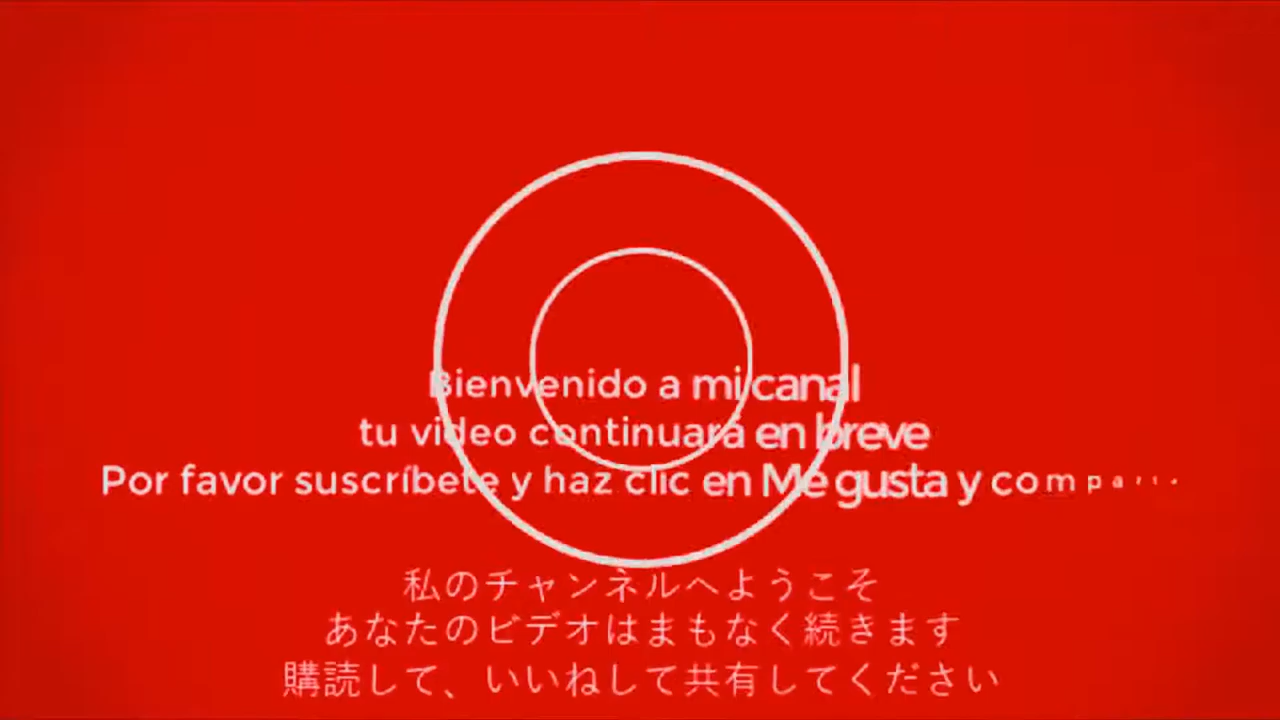 Bienvenido a mi canal
tu video continuará en breve
Por favor suscríbete y haz clic en Me gusta y
私のチャンネルへようこそ
あなたのビデオはまもなく続きます
購読して、いいねして共有してください